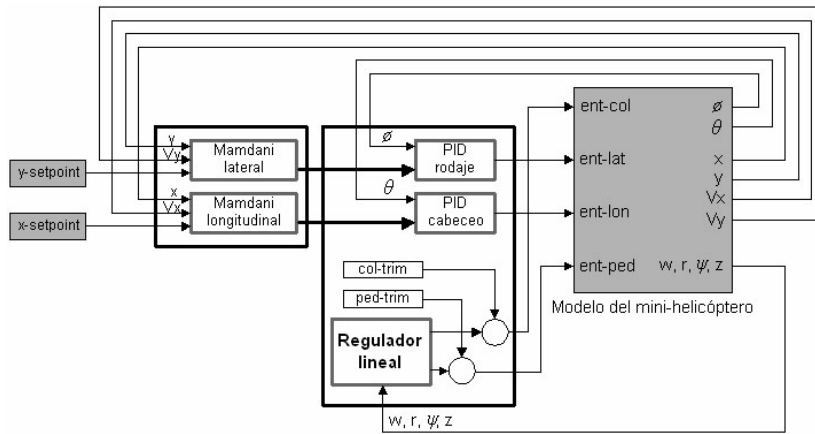 y-setpoint
x-setpoint
y
Vy
x
Vx
Mamdani
lateral
Mamdani
longitudinal
ø
θ
PID
rodaje
PID
cabeceo
col-trim
ped-trim
Regulador
lineal
w, r, ψ, z
ent-col
ent-lat
ent-lon
ent-ped
ø
θ
x
y
Vx
Vy
w, r, ψ, z
Modelo del mini-helicóptero